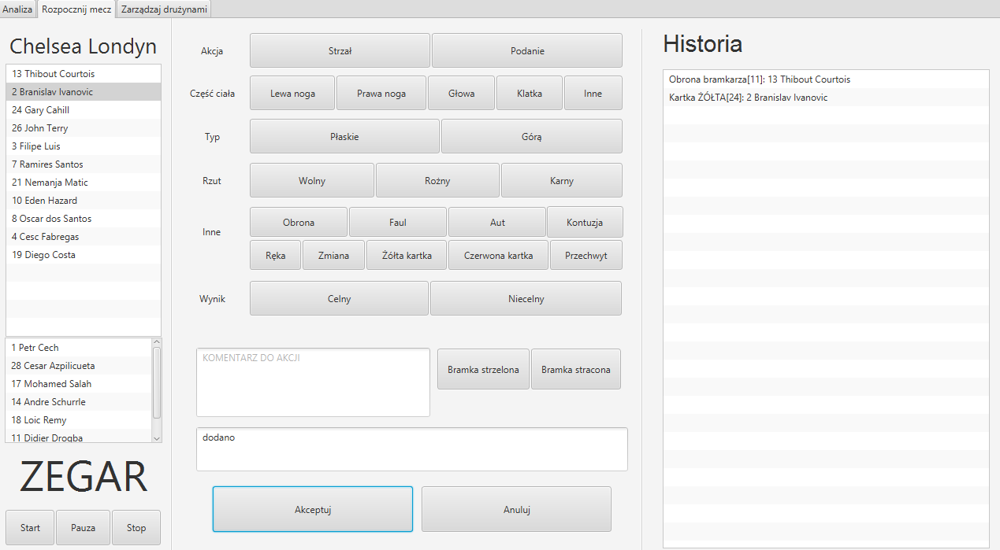 Analiza Rozpocznij mecz Zarządzaj drużynami
Chelsea Londyn
13 Thibout Courtois
2 Branislav Ivanovic
24 Gary Cahill
26 John Terry
3 Filipe Luis
7 Ramires Santos
21 Nemanja Matic
10 Eden Hazard
8 Oscar dos Santos
4 Cesc Fabregas
19 Diego Costa
1 Petr Cech
28 Cesar Azpilicueta
17 Mohamed Salah
14 Andre Schurrle
18 Loic Remy
11 Didier Drogba
ZEGAR
Start Pauza Stop
Akcja Strzał Podanie
Część ciała Lewa noga Prawa noga Głowa Klatka Inne
Typ Płaskie Górą
Rzut Wolny Rożny Karny
Inne Obrona Faul Aut Kontuzja
Ręka Zmiana Żółta kartka Czerwona kartka Przechwyt
Wynik Celny Niecelny
KOMENTARZ DO AKCJI
Bramka strzelona Bramka stracona
dodano
Akceptuj Anuluj
Historia
Obrona bramkarza[11]: 13 Thibout Courtois
Kartka ŻÓŁTA[24]: 2 Branislav Ivanovic